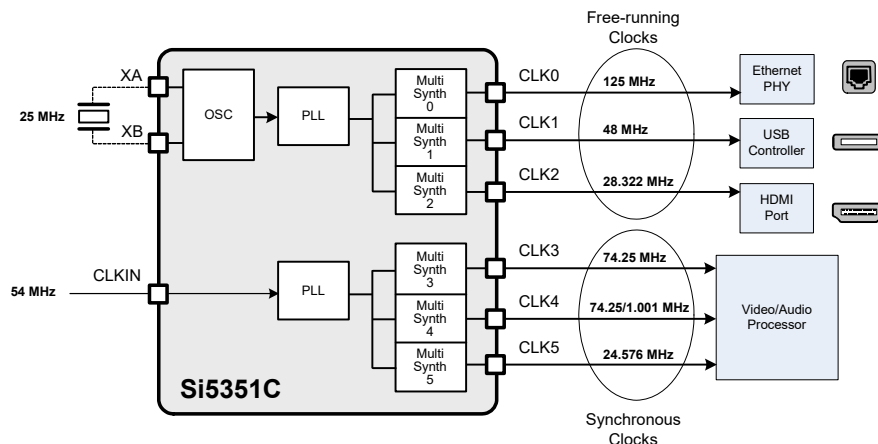 Free-running
Clocks
XA
25 MHz
XB
OSC
PLL
Multi
Synth
0
Multi
Synth
1
Multi
Synth
2
CLK0
125 MHz
CLK1
48 MHz
CLK2
28.322 MHz
Ethernet
PHY
USB
Controller
HDMI
Port
CLKIN
54 MHz
PLL
Multi
Synth
3
Multi
Synth
4
Multi
Synth
5
CLK3
74.25 MHz
CLK4
74.25/1.001 MHz
CLK5
24.576 MHz
Video/Audio
Processor
Si5351C
Synchronous
Clocks